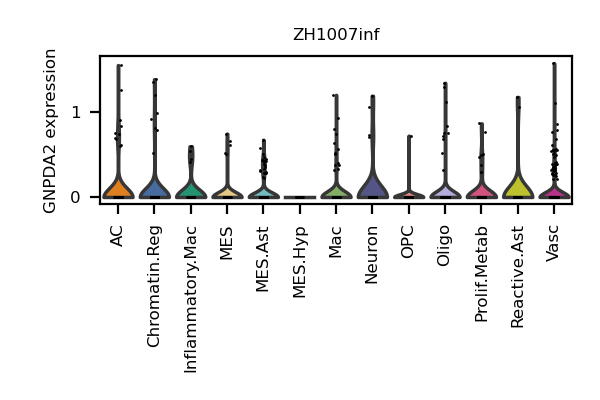 ZH1007inf
GNPDA2 expression
1
0
AC
Chromatin.Reg
Inflammatory.Mac
MES
MES.Ast
MES.Hyp
Mac
Neuron
OPC
Oligo
Prolif.Metab
Reactive.Ast
Vasc